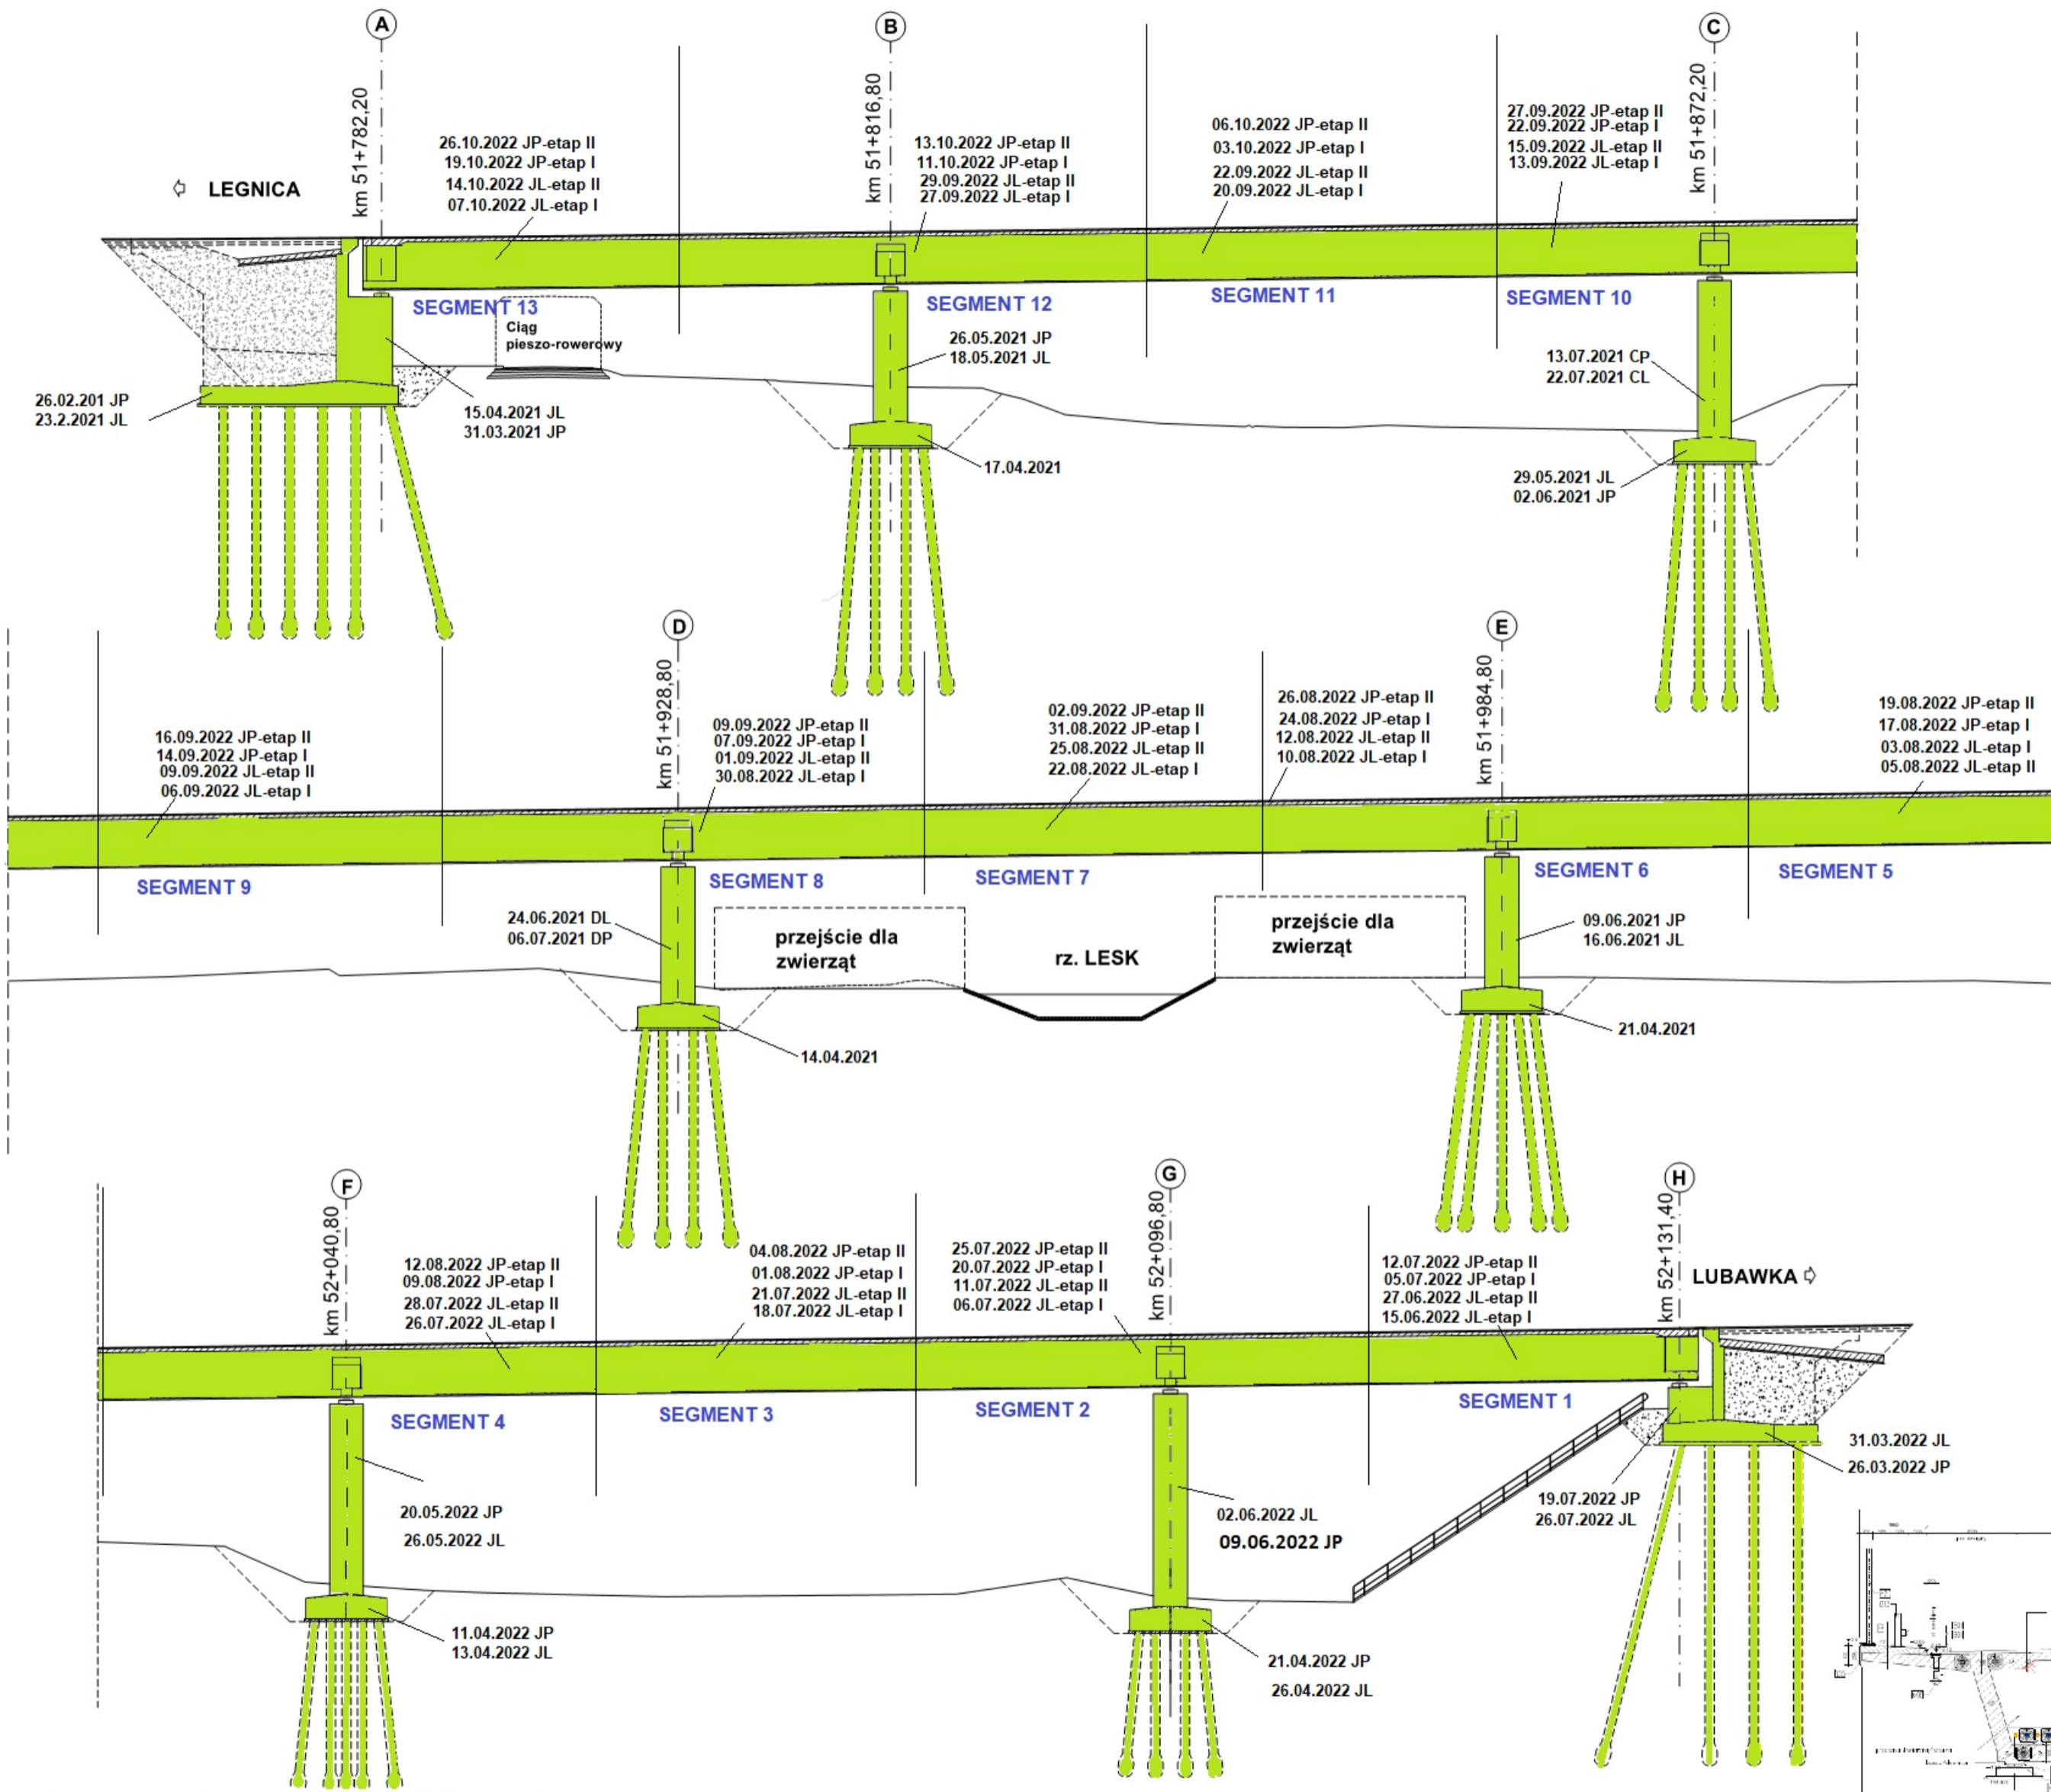 A
B
C
km 51+782,20
km 51+816,80
km 51+872,20
LEGNICA
26.10.2022 JP-etap II
19.10.2022 JP-etap I
14.10.2022 JL-etap II
07.10.2022 JL-etap I
13.10.2022 JP-etap II
11.10.2022 JP-etap I
29.09.2022 JL-etap II
27.09.2022 JL-etap I
06.10.2022 JP-etap II
03.10.2022 JP-etap I
22.09.2022 JL-etap II
20.09.2022 JL-etap I
27.09.2022 JP-etap II
22.09.2022 JP-etap I
15.09.2022 JL-etap II
13.09.2022 JL-etap I
SEGMENT 13
SEGMENT 12
SEGMENT 11
SEGMENT 10
Ciąg
pieszo-rowerowy
26.05.2021 JP
18.05.2021 JL
13.07.2021 CP
22.07.2021 CL
26.02.201 JP
23.2.2021 JL
15.04.2021 JL
31.03.2021 JP
17.04.2021
29.05.2021 JL
02.06.2021 JP
D
E
km 51+928,80
km 51+984,80
16.09.2022 JP-etap II
14.09.2022 JP-etap I
09.09.2022 JL-etap II
06.09.2022 JL-etap I
09.09.2022 JP-etap II
07.09.2022 JP-etap I
01.09.2022 JL-etap II
30.08.2022 JL-etap I
02.09.2022 JP-etap II
31.08.2022 JP-etap I
25.08.2022 JL-etap II
22.08.2022 JL-etap I
26.08.2022 JP-etap II
24.08.2022 JP-etap I
12.08.2022 JL-etap II
10.08.2022 JL-etap I
19.08.2022 JP-etap II
17.08.2022 JP-etap I
03.08.2022 JL-etap I
05.08.2022 JL-etap II
SEGMENT 9
SEGMENT 8
SEGMENT 7
SEGMENT 6
SEGMENT 5
24.06.2021 DL
06.07.2021 DP
przejście dla
zwierząt
rz. LESK
przejście dla
zwierząt
09.06.2021 JP
16.06.2021 JL
14.04.2021
21.04.2021
F
G
H
km 52+040,80
km 52+096,80
km 52+131,40
LUBAWKA
12.08.2022 JP-etap II
09.08.2022 JP-etap I
28.07.2022 JL-etap II
26.07.2022 JL-etap I
04.08.2022 JP-etap II
01.08.2022 JP-etap I
21.07.2022 JL-etap II
18.07.2022 JL-etap I
25.07.2022 JP-etap II
20.07.2022 JP-etap I
11.07.2022 JL-etap II
06.07.2022 JL-etap I
12.07.2022 JP-etap II
05.07.2022 JP-etap I
27.06.2022 JL-etap II
15.06.2022 JL-etap I
SEGMENT 4
SEGMENT 3
SEGMENT 2
SEGMENT 1
20.05.2022 JP
26.05.2022 JL
02.06.2022 JL
09.06.2022 JP
19.07.2022 JP
26.07.2022 JL
31.03.2022 JL
26.03.2022 JP
11.04.2022 JP
13.04.2022 JL
21.04.2022 JP
26.04.2022 JL